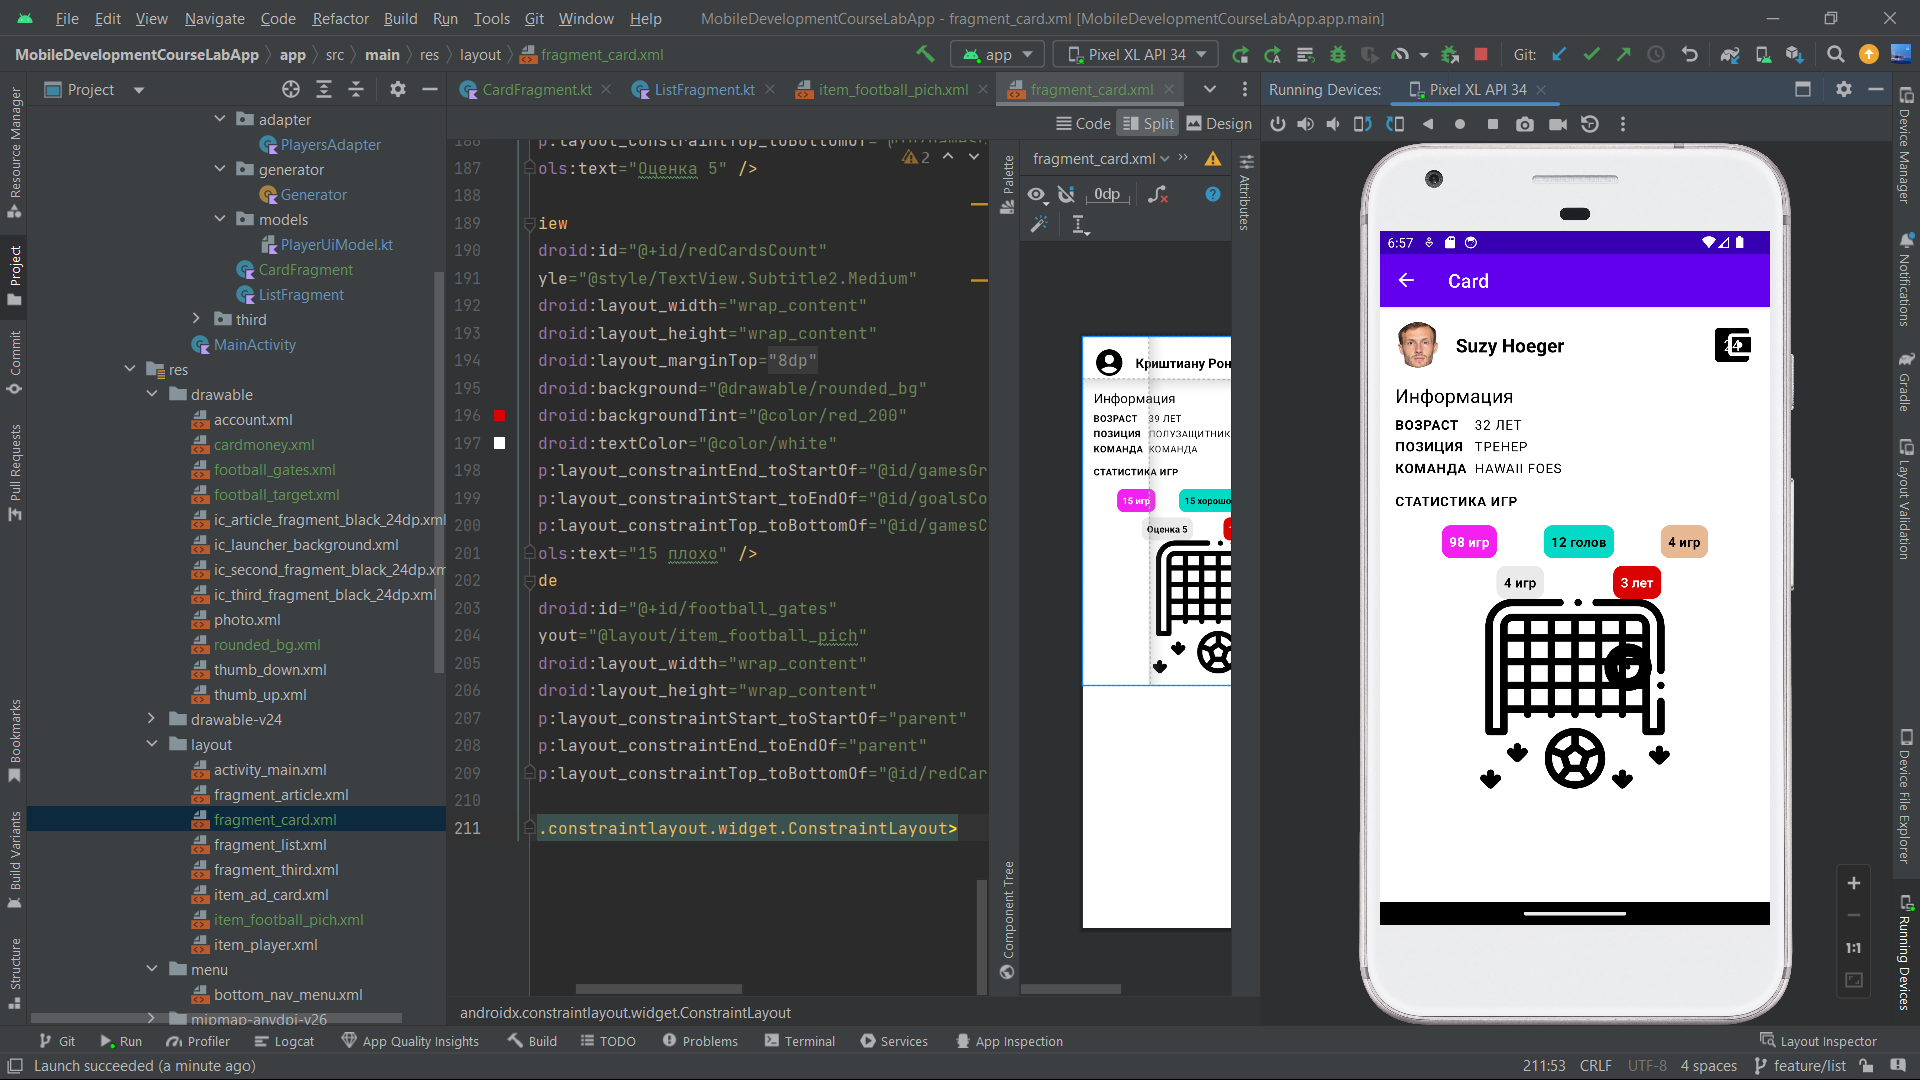 File Edit View Navigate Code Refactor Build Run Tools Git Window Help MobileDevelopmentCourseLabApp - fragment_card.xml [MobileDevelopmentCourseLabApp.app.main]
MobileDevelopmentCourseLabApp app src main res layout fragment_card.xml app Pixel XL API 34 Git:
Project CardFragment.kt ListFragment.kt item_football_pich.xml fragment_card.xml Running Devices: Pixel XL API 34
Code Split Design
Resource Manager
Project
Commit
Pull Requests
Bookmarks
Build Variants
Structure
adapter
PlayersAdapter
generator
Generator
models
PlayerUiModel.kt
CardFragment
ListFragment
third
MainActivity
res
drawable
account.xml
cardmoney.xml
football_gates.xml
football_target.xml
ic_article_fragment_black_24dp.xml
ic_launcher_background.xml
ic_second_fragment_black_24dp.xm
ic_third_fragment_black_24dp.xml
photo.xml
rounded_bg.xml
thumb_down.xml
thumb_up.xml
drawable-v24
layout
activity_main.xml
fragment_article.xml
fragment_card.xml
fragment_list.xml
fragment_third.xml
item_ad_card.xml
item_football_pich.xml
item_player.xml
menu
bottom_nav_menu.xml
mipmap-anydpi-v26
2
187 ols:text="Оценка 5" />
188
189 iew
190 droid:id="@+id/redCardsCount"
191 yle="@style/TextView.Subtitle2.Medium"
192 droid:layout_width="wrap_content"
193 droid:layout_height="wrap_content"
194 droid:layout_marginTop="8dp"
195 droid:background="@drawable/rounded_bg"
196 droid:backgroundTint="@color/red_200"
197 droid:textColor="@color/white"
198 p:layout_constraintEnd_toStartOf="@id/gamesGr
199 p:layout_constraintStart_toEndOf="@id/goalsCo
200 p:layout_constraintTop_toBottomOf="@id/gamesC
201 ols:text="15 плохо" />
202 de
203 droid:id="@+id/football_gates"
204 yout="@layout/item_football_pich"
205 droid:layout_width="wrap_content"
206 droid:layout_height="wrap_content"
207 p:layout_constraintStart_toStartOf="parent"
208 p:layout_constraintEnd_toEndOf="parent"
209 p:layout_constraintTop_toBottomOf="@id/redCar
210
211 .constraintlayout.widget.ConstraintLayout>
androidx.constraintlayout.widget.ConstraintLayout
Palette
Component Tree
fragment_card.xml
0dp
Attributes
Криштиану Рон
Информация
ВОЗРАСТ 39 ЛЕТ
ПОЗИЦИЯ ПОЛУЗАЩИТНИК
КОМАНДА КОМАНДА
СТАТИСТИКА ИГР
15 игр 15 хорошо
Оценка 5
6:57
Card
Suzy Hoeger
Информация
ВОЗРАСТ 32 ЛЕТ
ПОЗИЦИЯ ТРЕНЕР
КОМАНДА HAWAII FOES
СТАТИСТИКА ИГР
98 игр 12 голов 4 игр
4 игр 3 лет
1:1
Device Manager
Notifications
Gradle
Layout Validation
Device File Explorer
Running Devices
Git Run Profiler Logcat App Quality Insights Build TODO Problems Terminal Services App Inspection Layout Inspector
Launch succeeded (a minute ago) 211:53 CRLF UTF-8 4 spaces feature/list